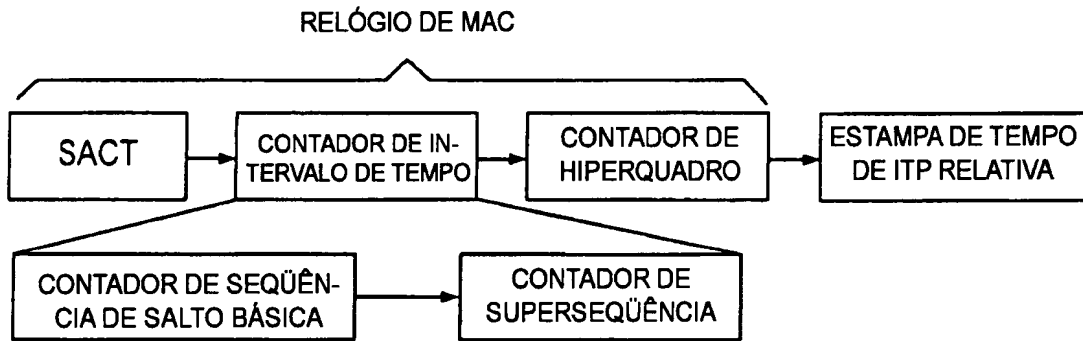 RELÓGIO DE MAC
SACT
CONTADOR DE IN-
TERVALO DE TEMPO
CONTADOR DE
HIPERQUADRO
ESTAMPA DE TEMPO
DE ITP RELATIVA
CONTADOR DE SEQÜÊN-
CIA DE SALTO BÁSICA
CONTADOR DE
SUPERSEQÜÊNCIA